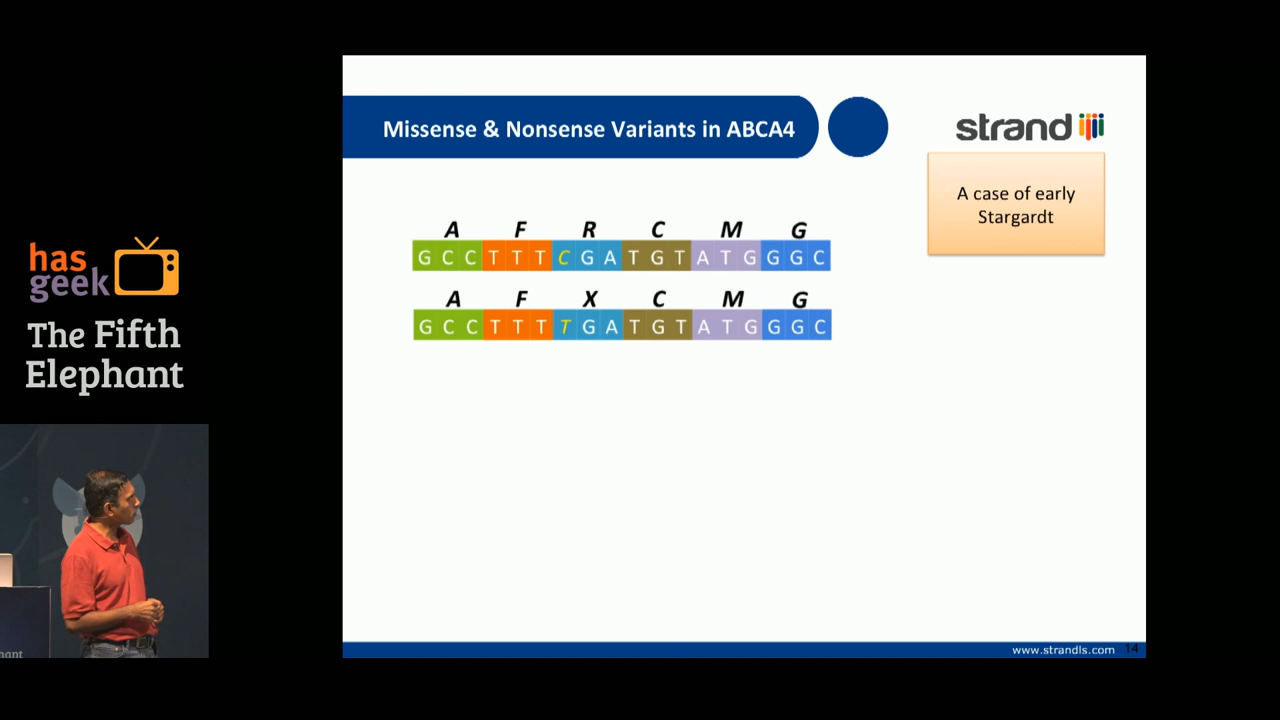 has
geek
The Fifth
Elephant
Missense & Nonsense Variants in ABCA4
strand
A case of early
Stargardt
A F R C M G
G C C T T T C G A T G T A T G G G C
A F X C M G
G C C T T T T G A T G T A T G G G C
www.strandls.com 14